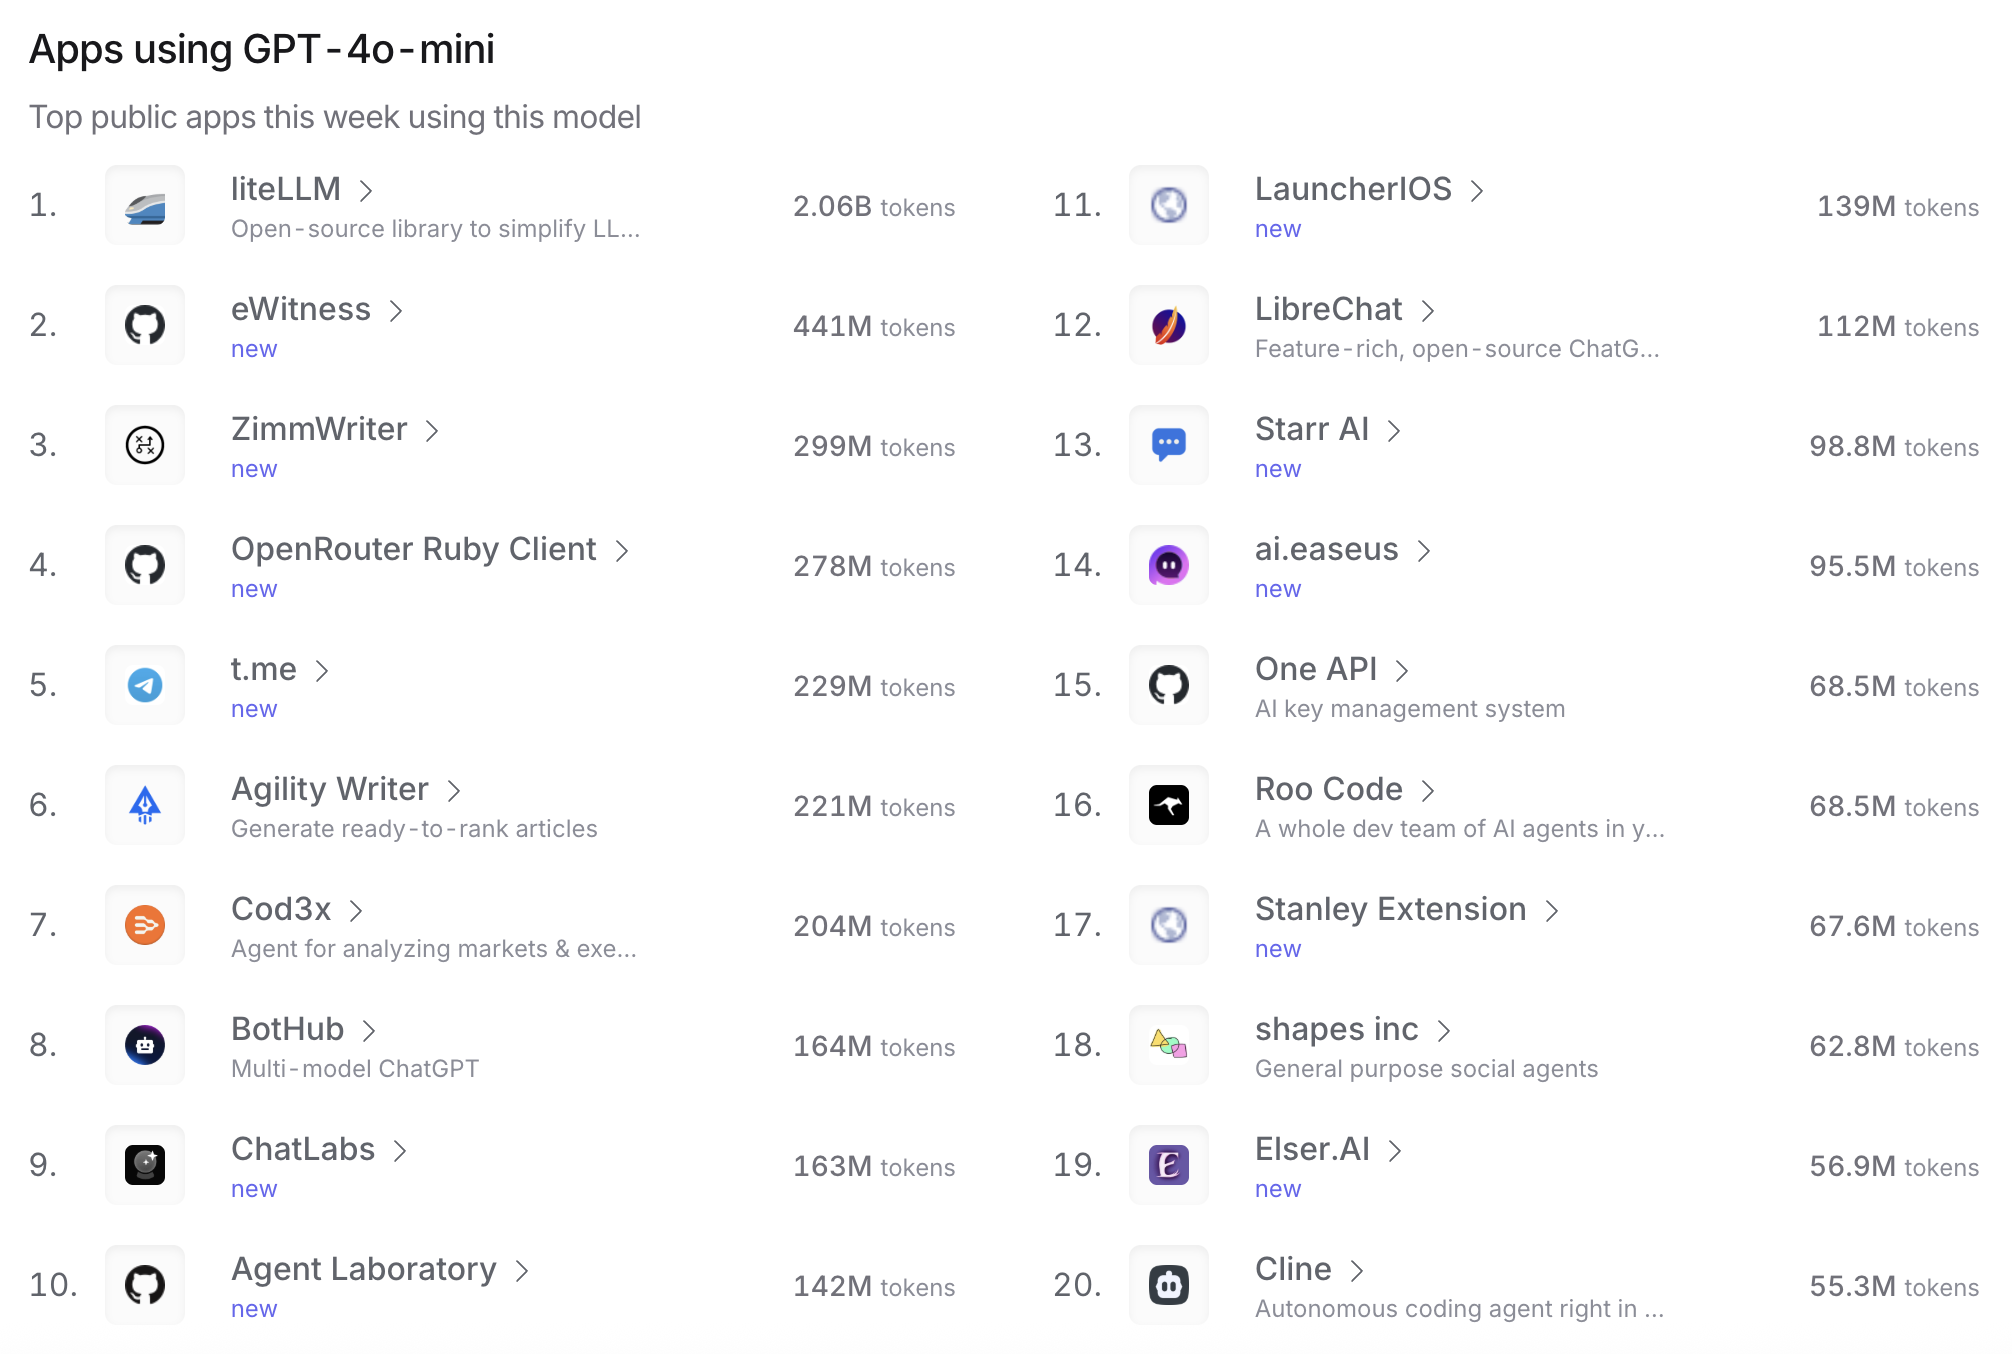 Apps using GPT-4o-mini
Top public apps this week using this model
1.
liteLLM
Open-source library to simplify LL...
2.06B tokens
2.
eWitness
new
441M tokens
3.
ZimmWriter
new
299M tokens
4.
OpenRouter Ruby Client
new
278M tokens
5.
t.me
new
229M tokens
6.
Agility Writer
Generate ready-to-rank articles
221M tokens
7.
Cod3x
Agent for analyzing markets & exe...
204M tokens
8.
BotHub
Multi-model ChatGPT
164M tokens
9.
ChatLabs
new
163M tokens
10.
Agent Laboratory
new
142M tokens
11.
LauncherIOS
new
139M tokens
12.
LibreChat
Feature-rich, open-source ChatG...
112M tokens
13.
Starr AI
new
98.8M tokens
14.
ai.easeus
new
95.5M tokens
15.
One API
AI key management system
68.5M tokens
16.
Roo Code
A whole dev team of AI agents in y...
68.5M tokens
17.
Stanley Extension
new
67.6M tokens
18.
shapes inc
General purpose social agents
62.8M tokens
19.
Elser.AI
new
56.9M tokens
20.
Cline
Autonomous coding agent right in ...
55.3M tokens